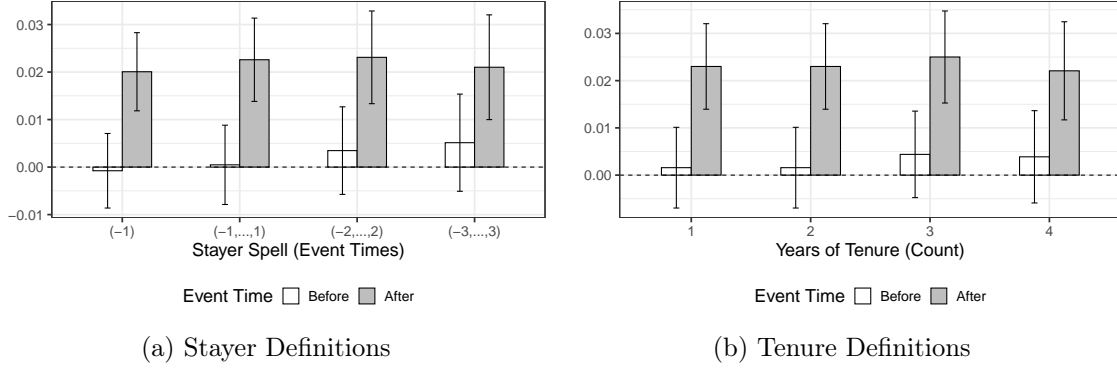 0.03
0.02
0.01
0.00
−0.01
(−1) (−1,...,1) (−2,...,2) (−3,...,3)
Stayer Spell (Event Times)
Event Time Before After
(a) Stayer Definitions
0.03
0.02
0.01
0.00
1 2 3 4
Years of Tenure (Count)
Event Time Before After
(b) Tenure Definitions